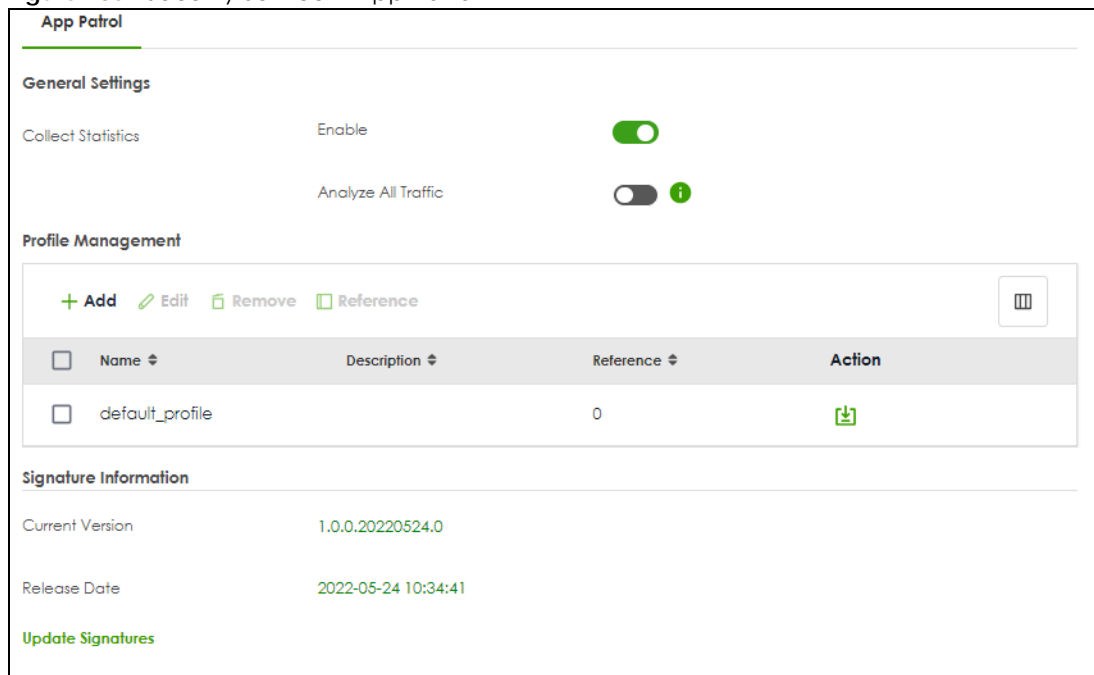 App Patrol
General Settings
Collect Statistics Enable
Analyze All Traffic
Profile Management
Add Edit Remove Reference
Name Description Reference Action
default_profile 0
Signature Information
Current Version 1.0.0.20220524.0
Release Date 2022-05-24 10:34:41
Update Signatures